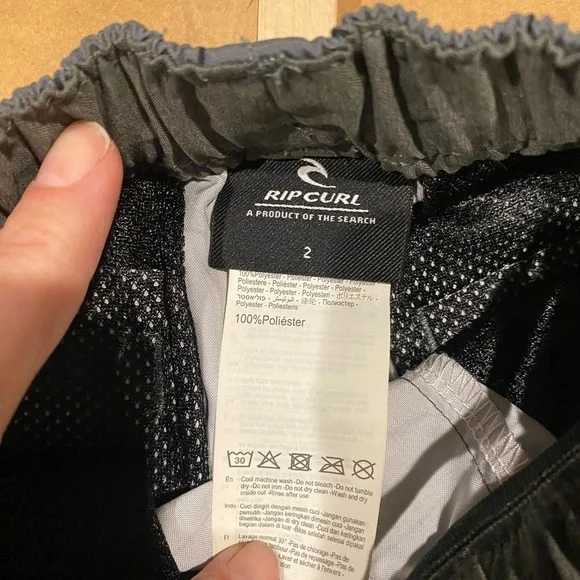 RIP CURL
A PRODUCT OF THE SEARCH
2
100%Polyester - Polyester - Polyester -
Poliestere - Poliéster - Polyester - Polyester -
Polyester - Polyester - Polyester - Polyester -
Polyester - Polyesteri - ポリエステル -
פוליאסטר - البوليستر - 涤纶 - Полиэстер -
Polyester - Poliesteris
100%Poliéster
30
En Cool machine wash -Do not bleach -Do not tumble
dry -Do not iron -Do not dry clean -Wash and dry
inside out -Rinse after use
Indo: Cuci dingin dengan mesin cuci -Jangan gunakan
pemutih -Jangan keringkan dimesin cuci -Jangan
disetrika -Jangan di dry clean -Cuci dan keringkan
bagian dalam di luar -Bilas setelah selesai dipakai
Fr Lavage normal 30° -Pas de chlorage -Pas de
tambour -Pas de repassage -Pas de
-Laver et sécher à l'envers